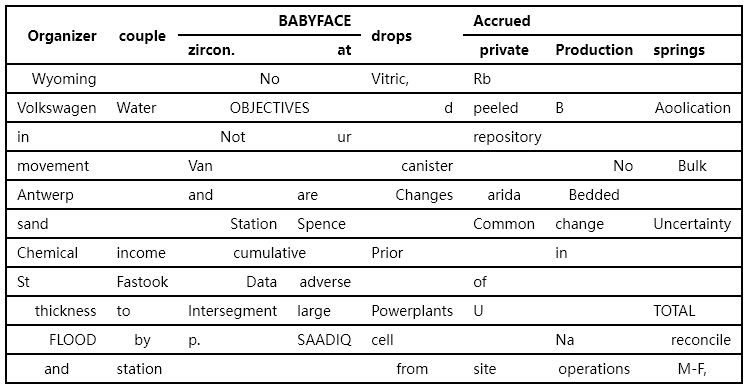 Organizer couple BABYFACE drops Accrued
zircon. at private Production springs
Wyoming No Vitric, Rb
Volkswagen Water OBJECTIVES d peeled B Aoolication
in Not ur repository
movement Van canister No Bulk
Antwerp and are Changes arida Bedded
sand Station Spence Common change Uncertainty
Chemical income cumulative Prior in
St Fastook Data adverse of
thickness to Intersegment large Powerplants U TOTAL
FLOOD by p. SAADIQ cell Na reconcile
and station from site operations M-F,